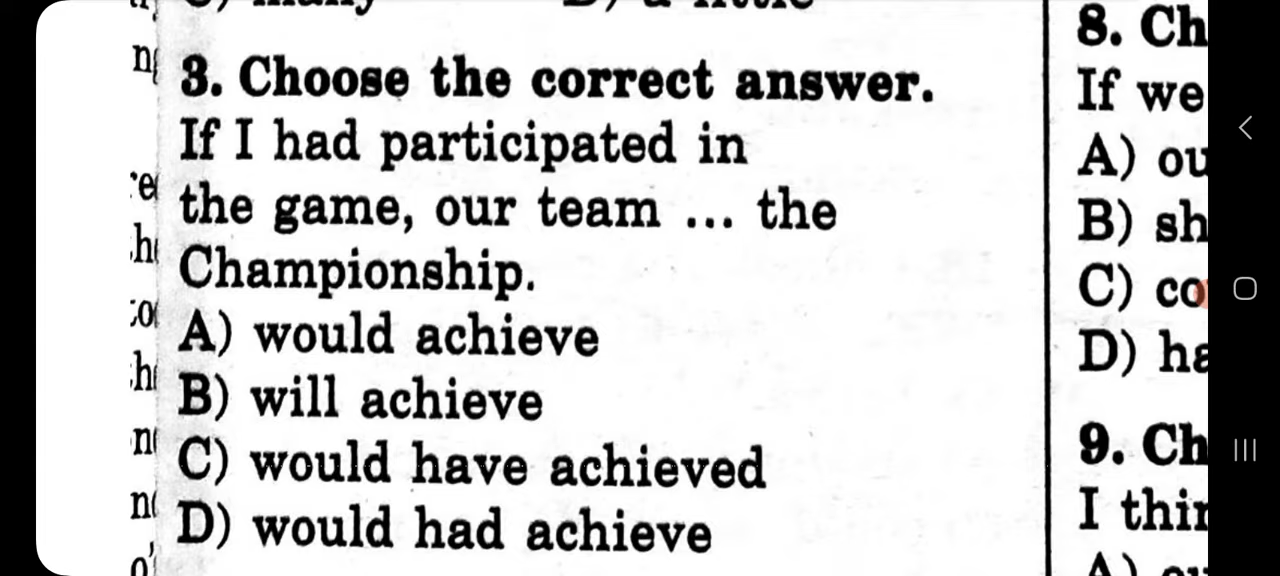 3. Choose the correct answer.
If I had participated in
the game, our team ... the
Championship.
A) would achieve
B) will achieve
C) would have achieved
D) would had achieve
8. Ch
If we
A) ou
B) sh
C) co
D) ha
9. Ch
I thin